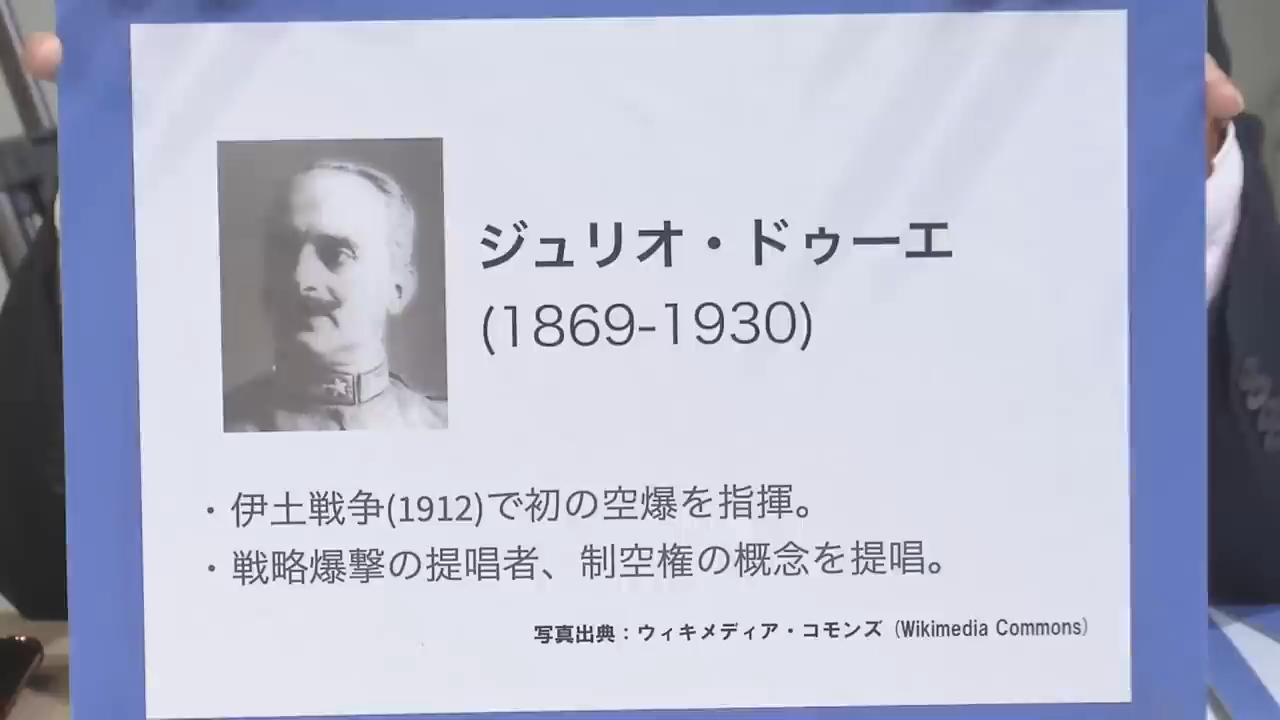 ジュリオ・ドゥーエ
(1869-1930)
・伊土戦争(1912)で初の空爆を指揮。
・戦略爆撃の提唱者、制空権の概念を提唱。
写真出典：ウィキメディア・コモンズ（Wikimedia Commons）